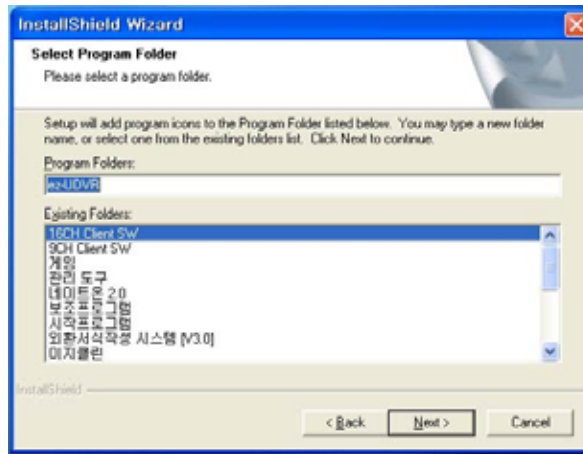 InstallShield Wizard
Select Program Folder
Please select a program folder.
Setup will add program icons to the Program Folder listed below. You may type a new folder
name, or select one from the existing folders list. Click Next to continue.
Program Folders:
ez-UDVR
Existing Folders:
16CH Client SW
9CH Client SW
게임
관리 도구
네이트온 2.0
보조프로그램
시작프로그램
외환서식작성 시스템 [V3.0]
이지클린
InstallShield
< Back
Next >
Cancel